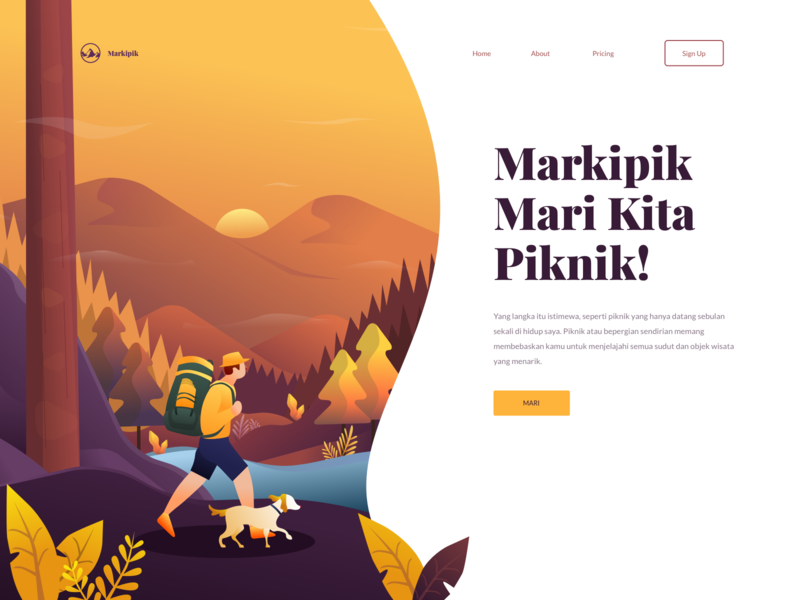 Markipik
Home
About
Pricing
Sign Up
Markipik
Mari Kita
Piknik!
Yang langka itu istimewa, seperti piknik yang hanya datang sebulan
sekali di hidup saya. Piknik atau bepergian sendirian memang
membebaskan kamu untuk menjelajahi semua sudut dan objek wisata
yang menarik.
MARI